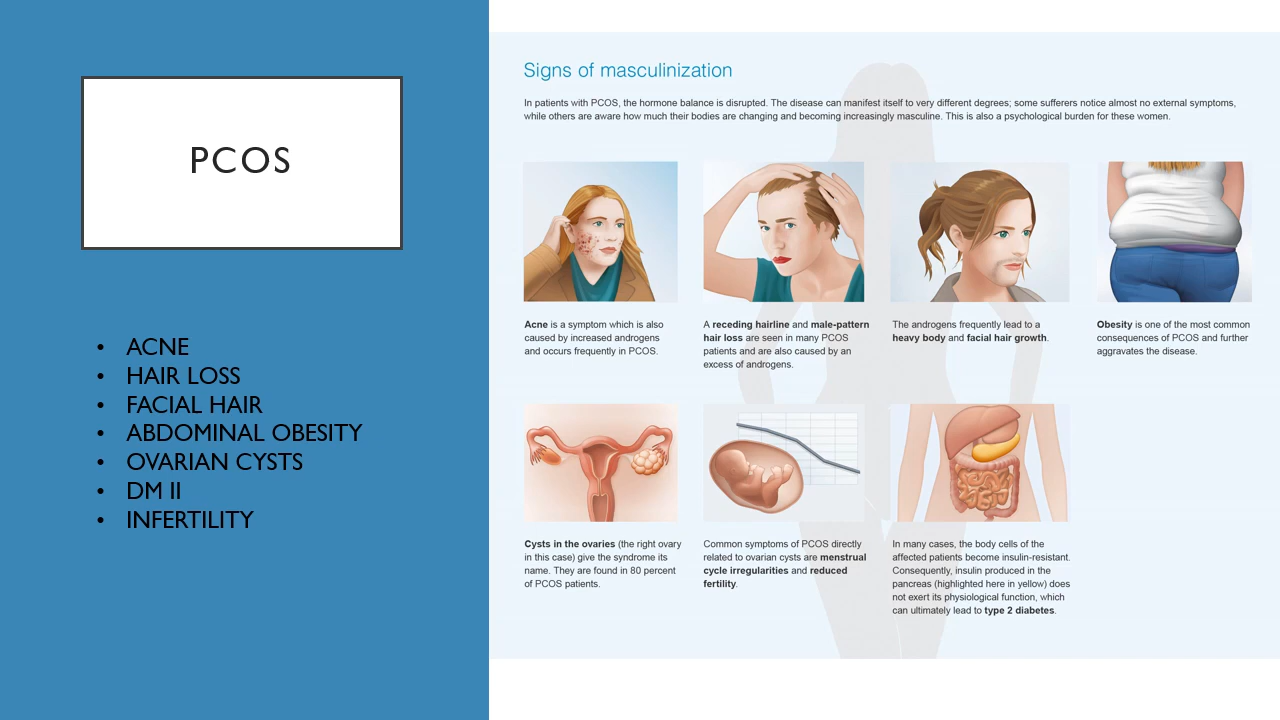 PCOS
• ACNE
• HAIR LOSS
• FACIAL HAIR
• ABDOMINAL OBESITY
• OVARIAN CYSTS
• DM II
• INFERTILITY
Signs of masculinization
In patients with PCOS, the hormone balance is disrupted. The disease can manifest itself to very different degrees; some sufferers notice almost no external symptoms,
while others are aware how much their bodies are changing and becoming increasingly masculine. This is also a psychological burden for these women.
Acne is a symptom which is also
caused by increased androgens
and occurs frequently in PCOS.
A receding hairline and male-pattern
hair loss are seen in many PCOS
patients and are also caused by an
excess of androgens.
The androgens frequently lead to a
heavy body and facial hair growth.
Obesity is one of the most common
consequences of PCOS and further
aggravates the disease.
Cysts in the ovaries (the right ovary
in this case) give the syndrome its
name. They are found in 80 percent
of PCOS patients.
Common symptoms of PCOS directly
related to ovarian cysts are menstrual
cycle irregularities and reduced
fertility.
In many cases, the body cells of the
affected patients become insulin-resistant.
Consequently, insulin produced in the
pancreas (highlighted here in yellow) does
not exert its physiological function, which
can ultimately lead to type 2 diabetes.